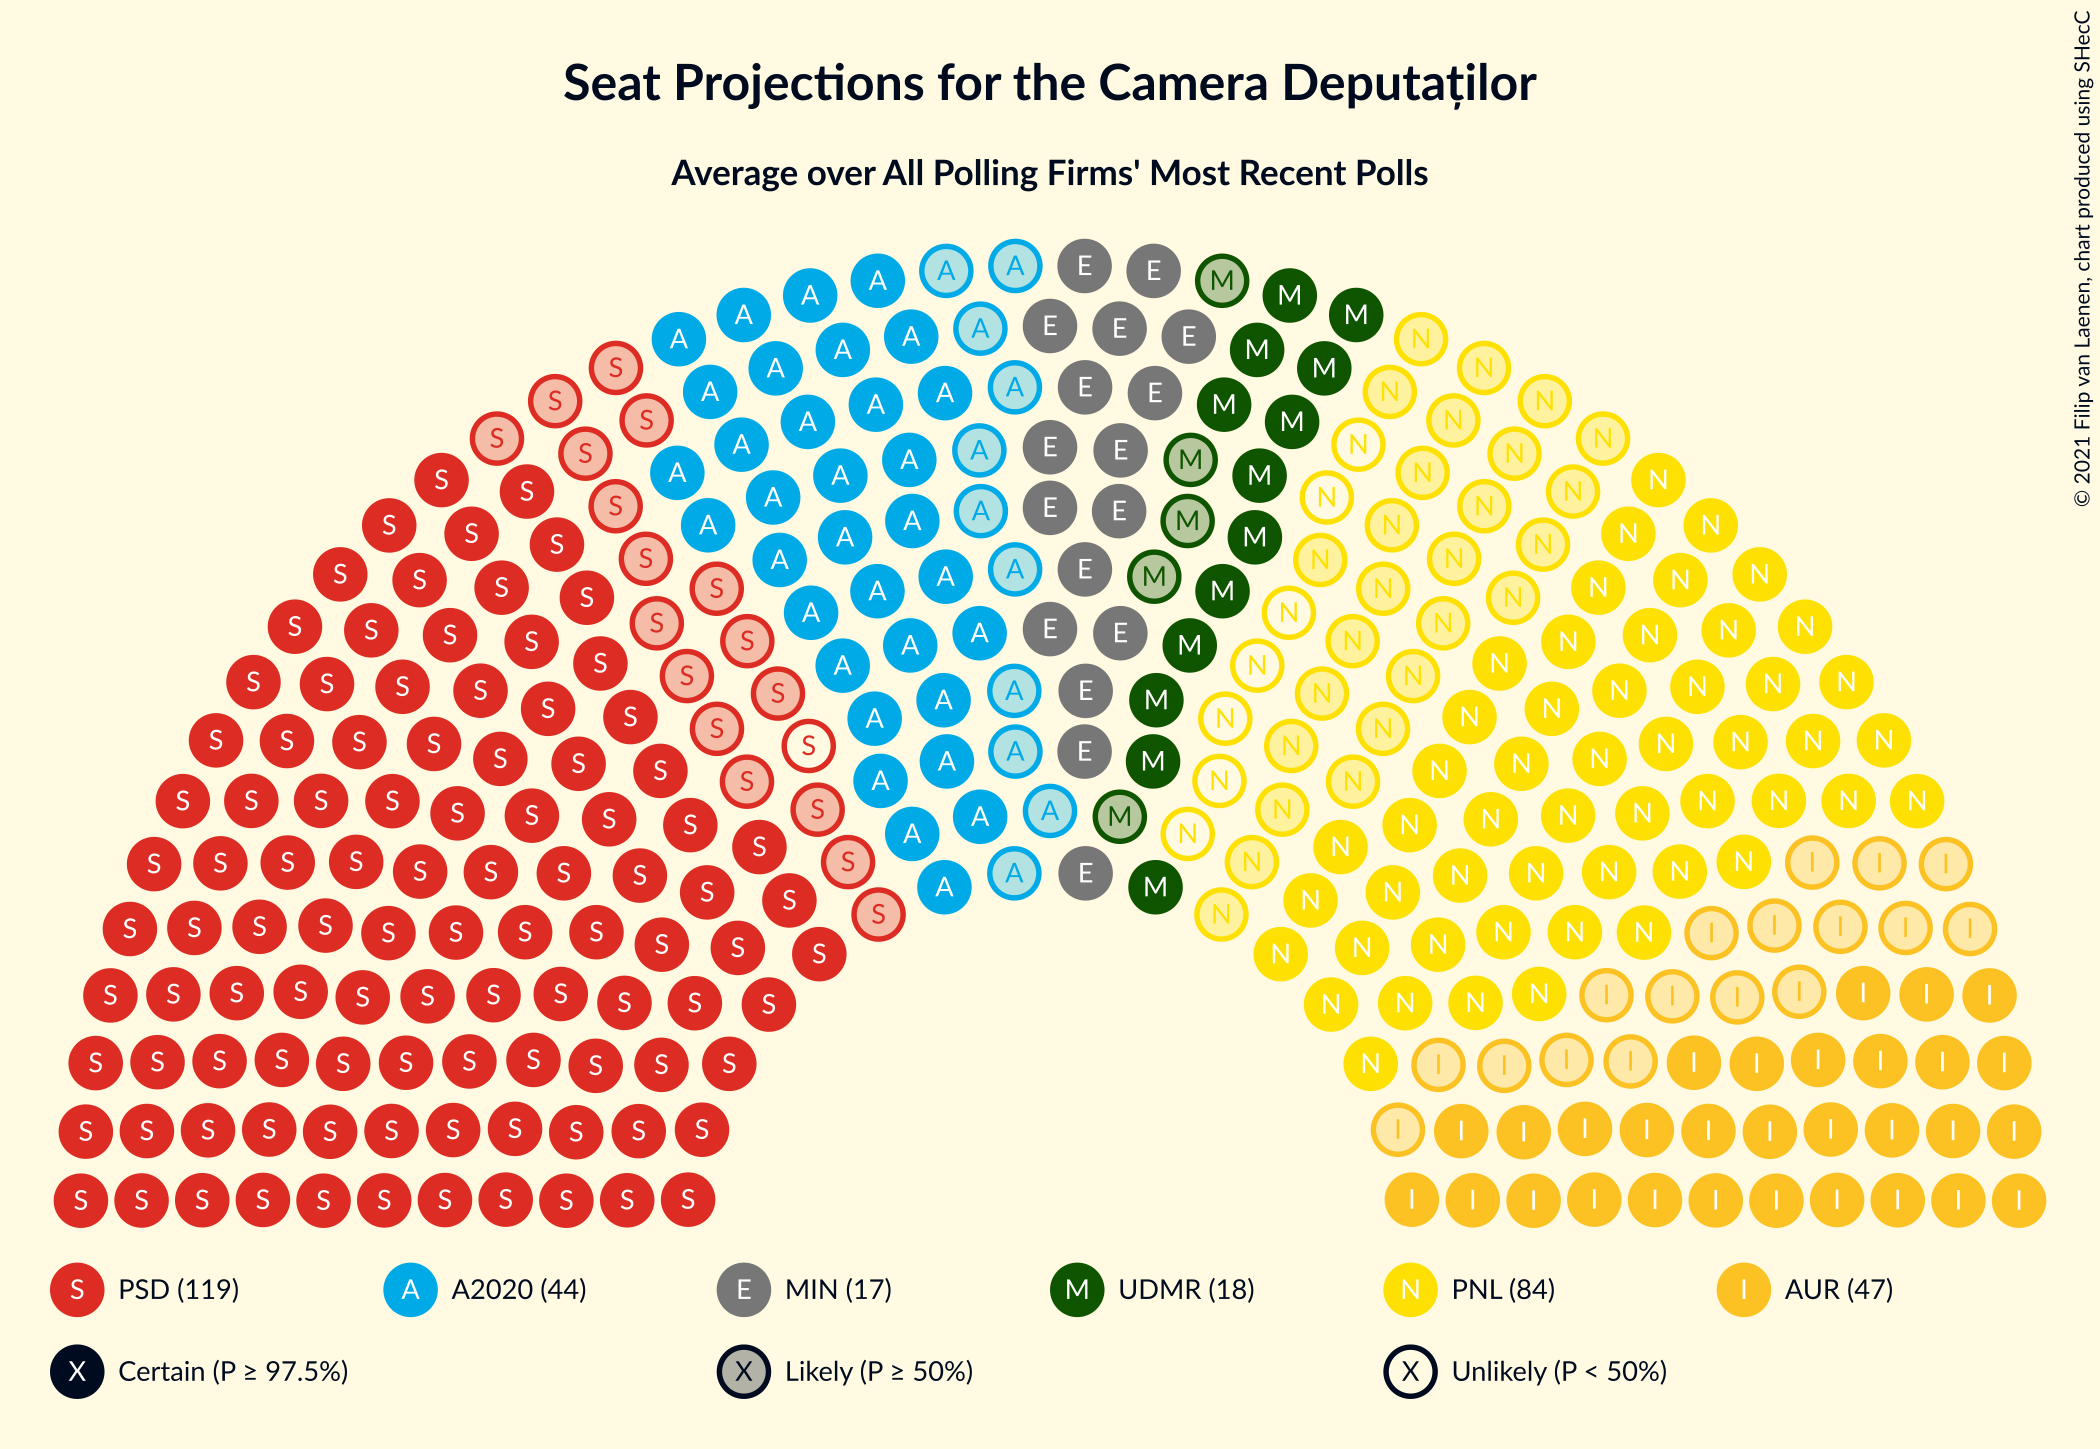 Seat Projections for the Camera Deputaților
Average over All Polling Firms' Most Recent Polls
© 2021 Filip van Laenen, chart produced using SHecC
S PSD (119) A A2020 (44) E MIN (17) M UDMR (18) N PNL (84) I AUR (47)
X Certain (P ≥ 97.5%) X Likely (P ≥ 50%) X Unlikely (P < 50%)